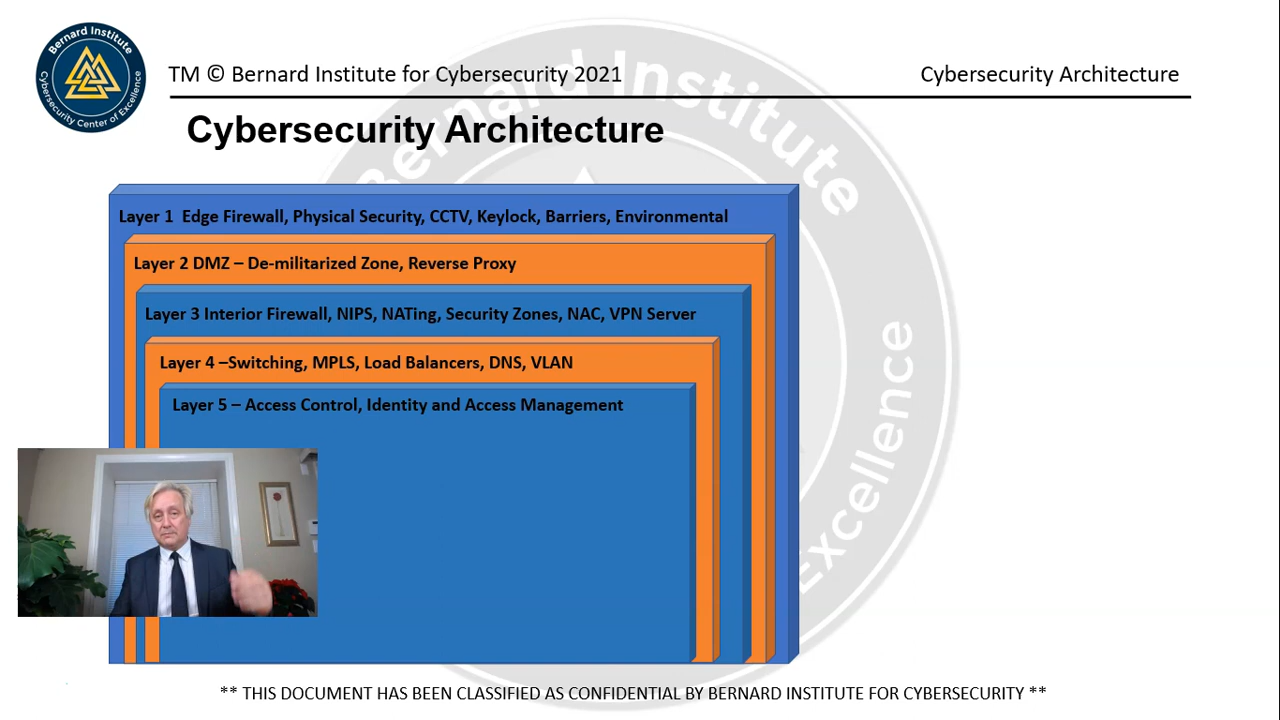 Bernard Institute
Cybersecurity Center of Excellence
TM © Bernard Institute for Cybersecurity 2021
Cybersecurity Architecture
Cybersecurity Architecture
Layer 1  Edge Firewall, Physical Security, CCTV, Keylock, Barriers, Environmental
Layer 2 DMZ – De-militarized Zone, Reverse Proxy
Layer 3 Interior Firewall, NIPS, NATing, Security Zones, NAC, VPN Server
Layer 4 –Switching, MPLS, Load Balancers, DNS, VLAN
Layer 5 – Access Control, Identity and Access Management
Bernard Institute
Excellence
** THIS DOCUMENT HAS BEEN CLASSIFIED AS CONFIDENTIAL BY BERNARD INSTITUTE FOR CYBERSECURITY **